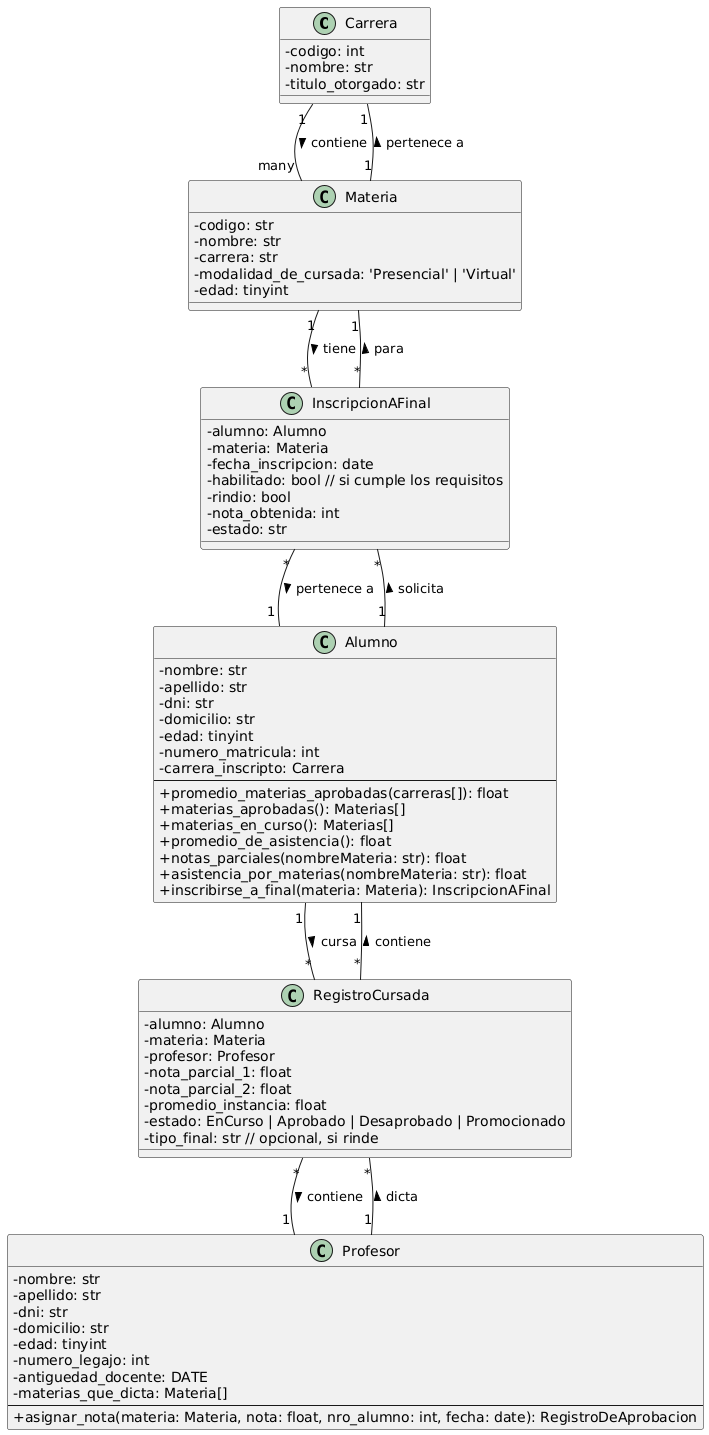 C Carrera
-codigo: int
-nombre: str
-titulo_otorgado: str
1 1
contiene pertenece a
many 1
C Materia
-codigo: str
-nombre: str
-carrera: str
-modalidad_de_cursada: 'Presencial' | 'Virtual'
-edad: tinyint
1 1
tiene para
* *
C InscripcionAFinal
-alumno: Alumno
-materia: Materia
-fecha_inscripcion: date
-habilitado: bool // si cumple los requisitos
-rindio: bool
-nota_obtenida: int
-estado: str
* *
pertenece a solicita
1 1
C Alumno
-nombre: str
-apellido: str
-dni: str
-domicilio: str
-edad: tinyint
-numero_matricula: int
-carrera_inscripto: Carrera
+promedio_materias_aprobadas(carreras[]): float
+materias_aprobadas(): Materias[]
+materias_en_curso(): Materias[]
+promedio_de_asistencia(): float
+notas_parciales(nombreMateria: str): float
+asistencia_por_materias(nombreMateria: str): float
+inscribirse_a_final(materia: Materia): InscripcionAFinal
1 1
cursa contiene
* *
C RegistroCursada
-alumno: Alumno
-materia: Materia
-profesor: Profesor
-nota_parcial_1: float
-nota_parcial_2: float
-promedio_instancia: float
-estado: EnCurso | Aprobado | Desaprobado | Promocionado
-tipo_final: str // opcional, si rinde
* *
contiene dicta
1 1
C Profesor
-nombre: str
-apellido: str
-dni: str
-domicilio: str
-edad: tinyint
-numero_legajo: int
-antiguedad_docente: DATE
-materias_que_dicta: Materia[]
+asignar_nota(materia: Materia, nota: float, nro_alumno: int, fecha: date): RegistroDeAprobacion